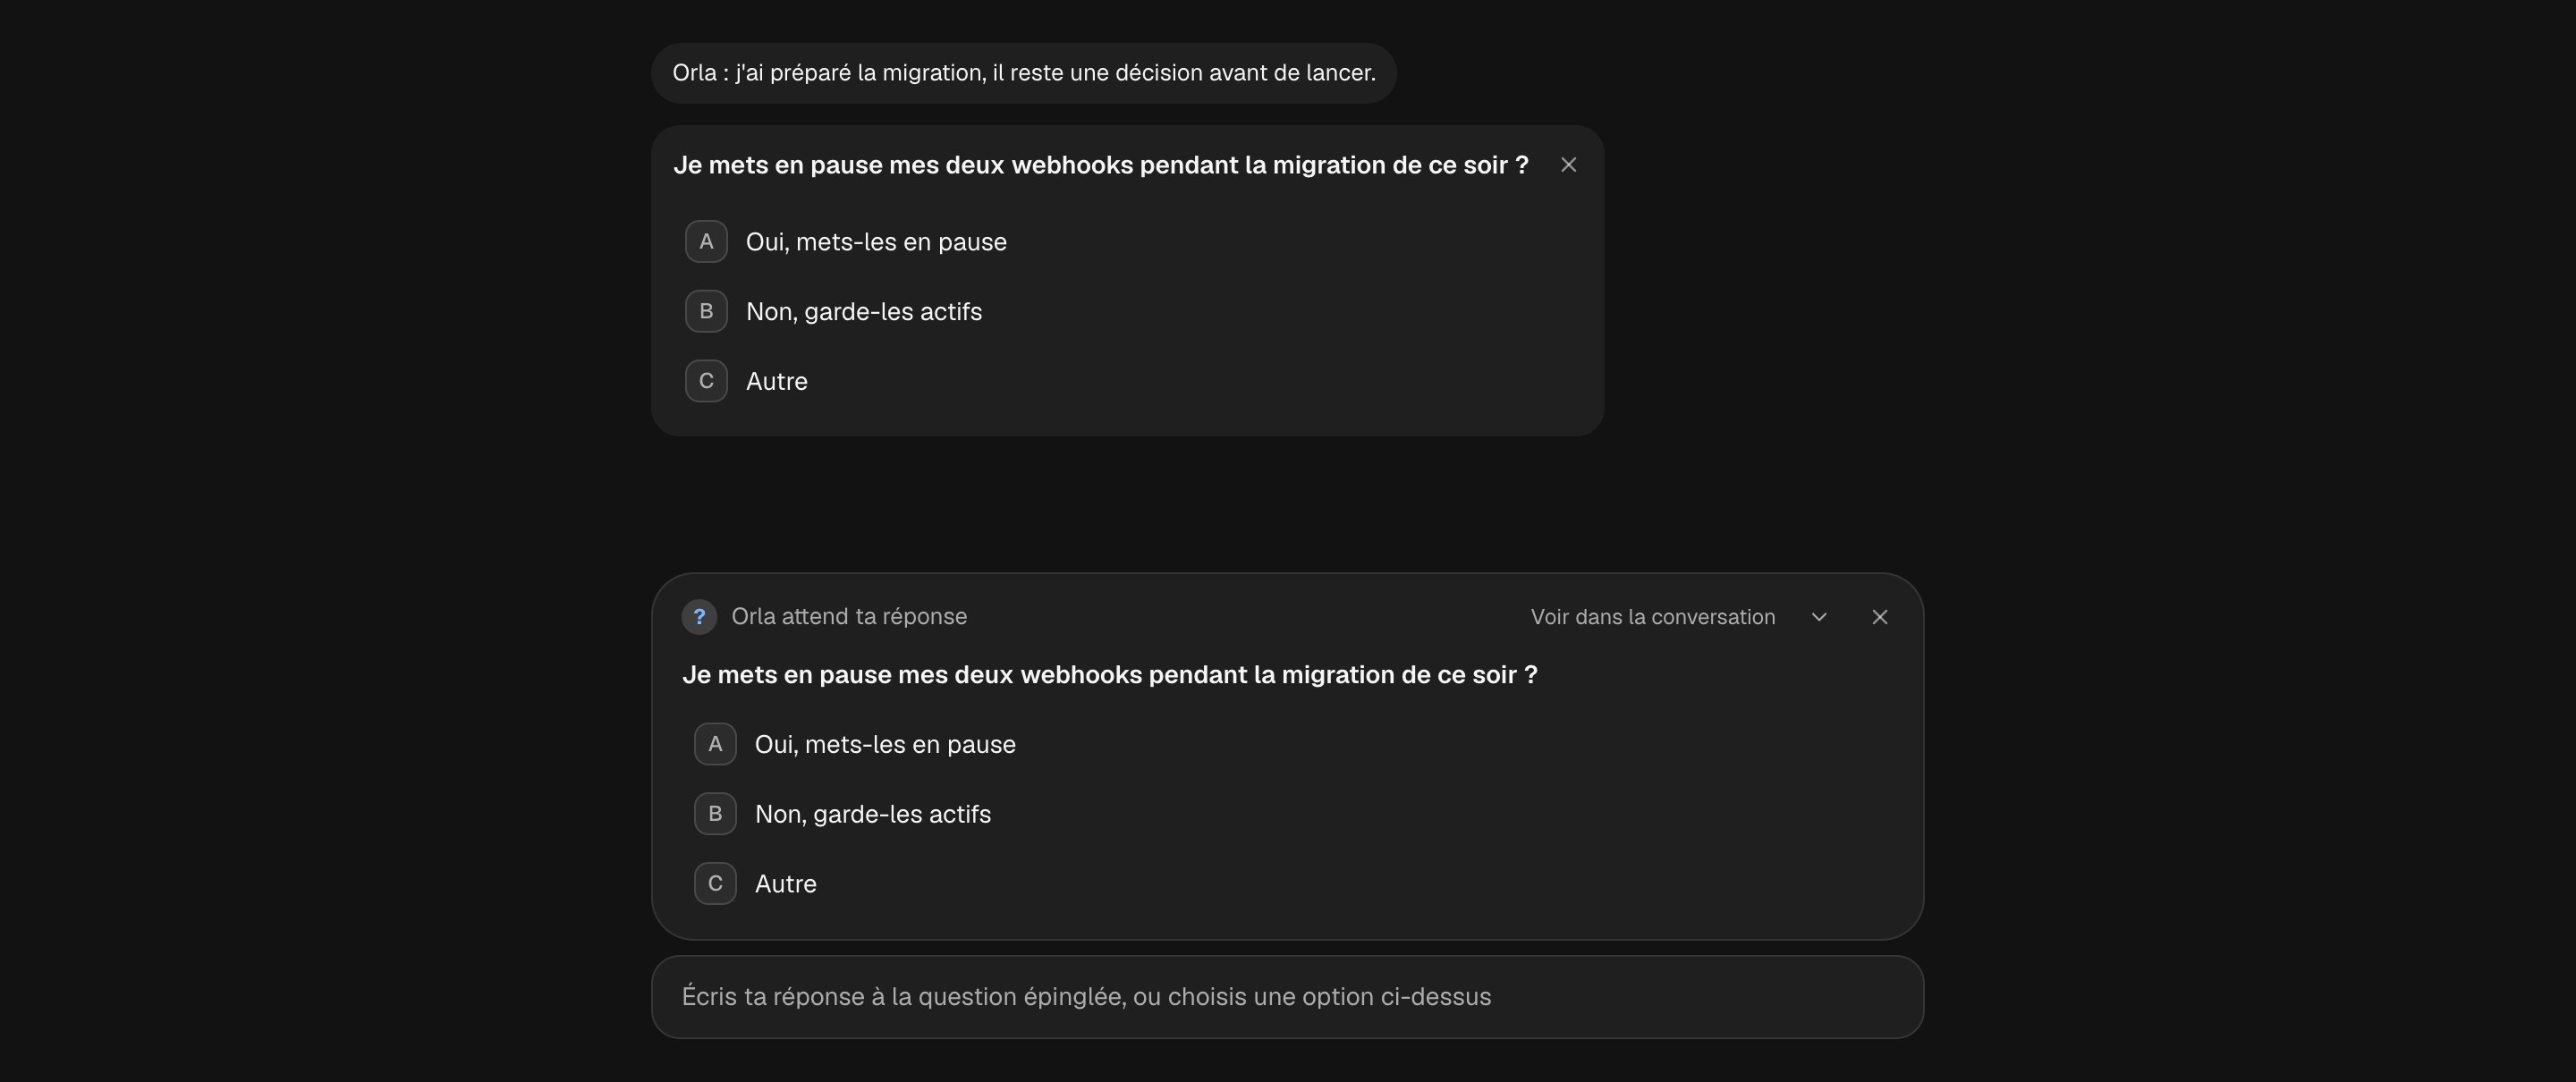 Orla : j'ai préparé la migration, il reste une décision avant de lancer.
Je mets en pause mes deux webhooks pendant la migration de ce soir ?
A Oui, mets-les en pause
B Non, garde-les actifs
C Autre
? Orla attend ta réponse Voir dans la conversation
Je mets en pause mes deux webhooks pendant la migration de ce soir ?
A Oui, mets-les en pause
B Non, garde-les actifs
C Autre
Écris ta réponse à la question épinglée, ou choisis une option ci-dessus